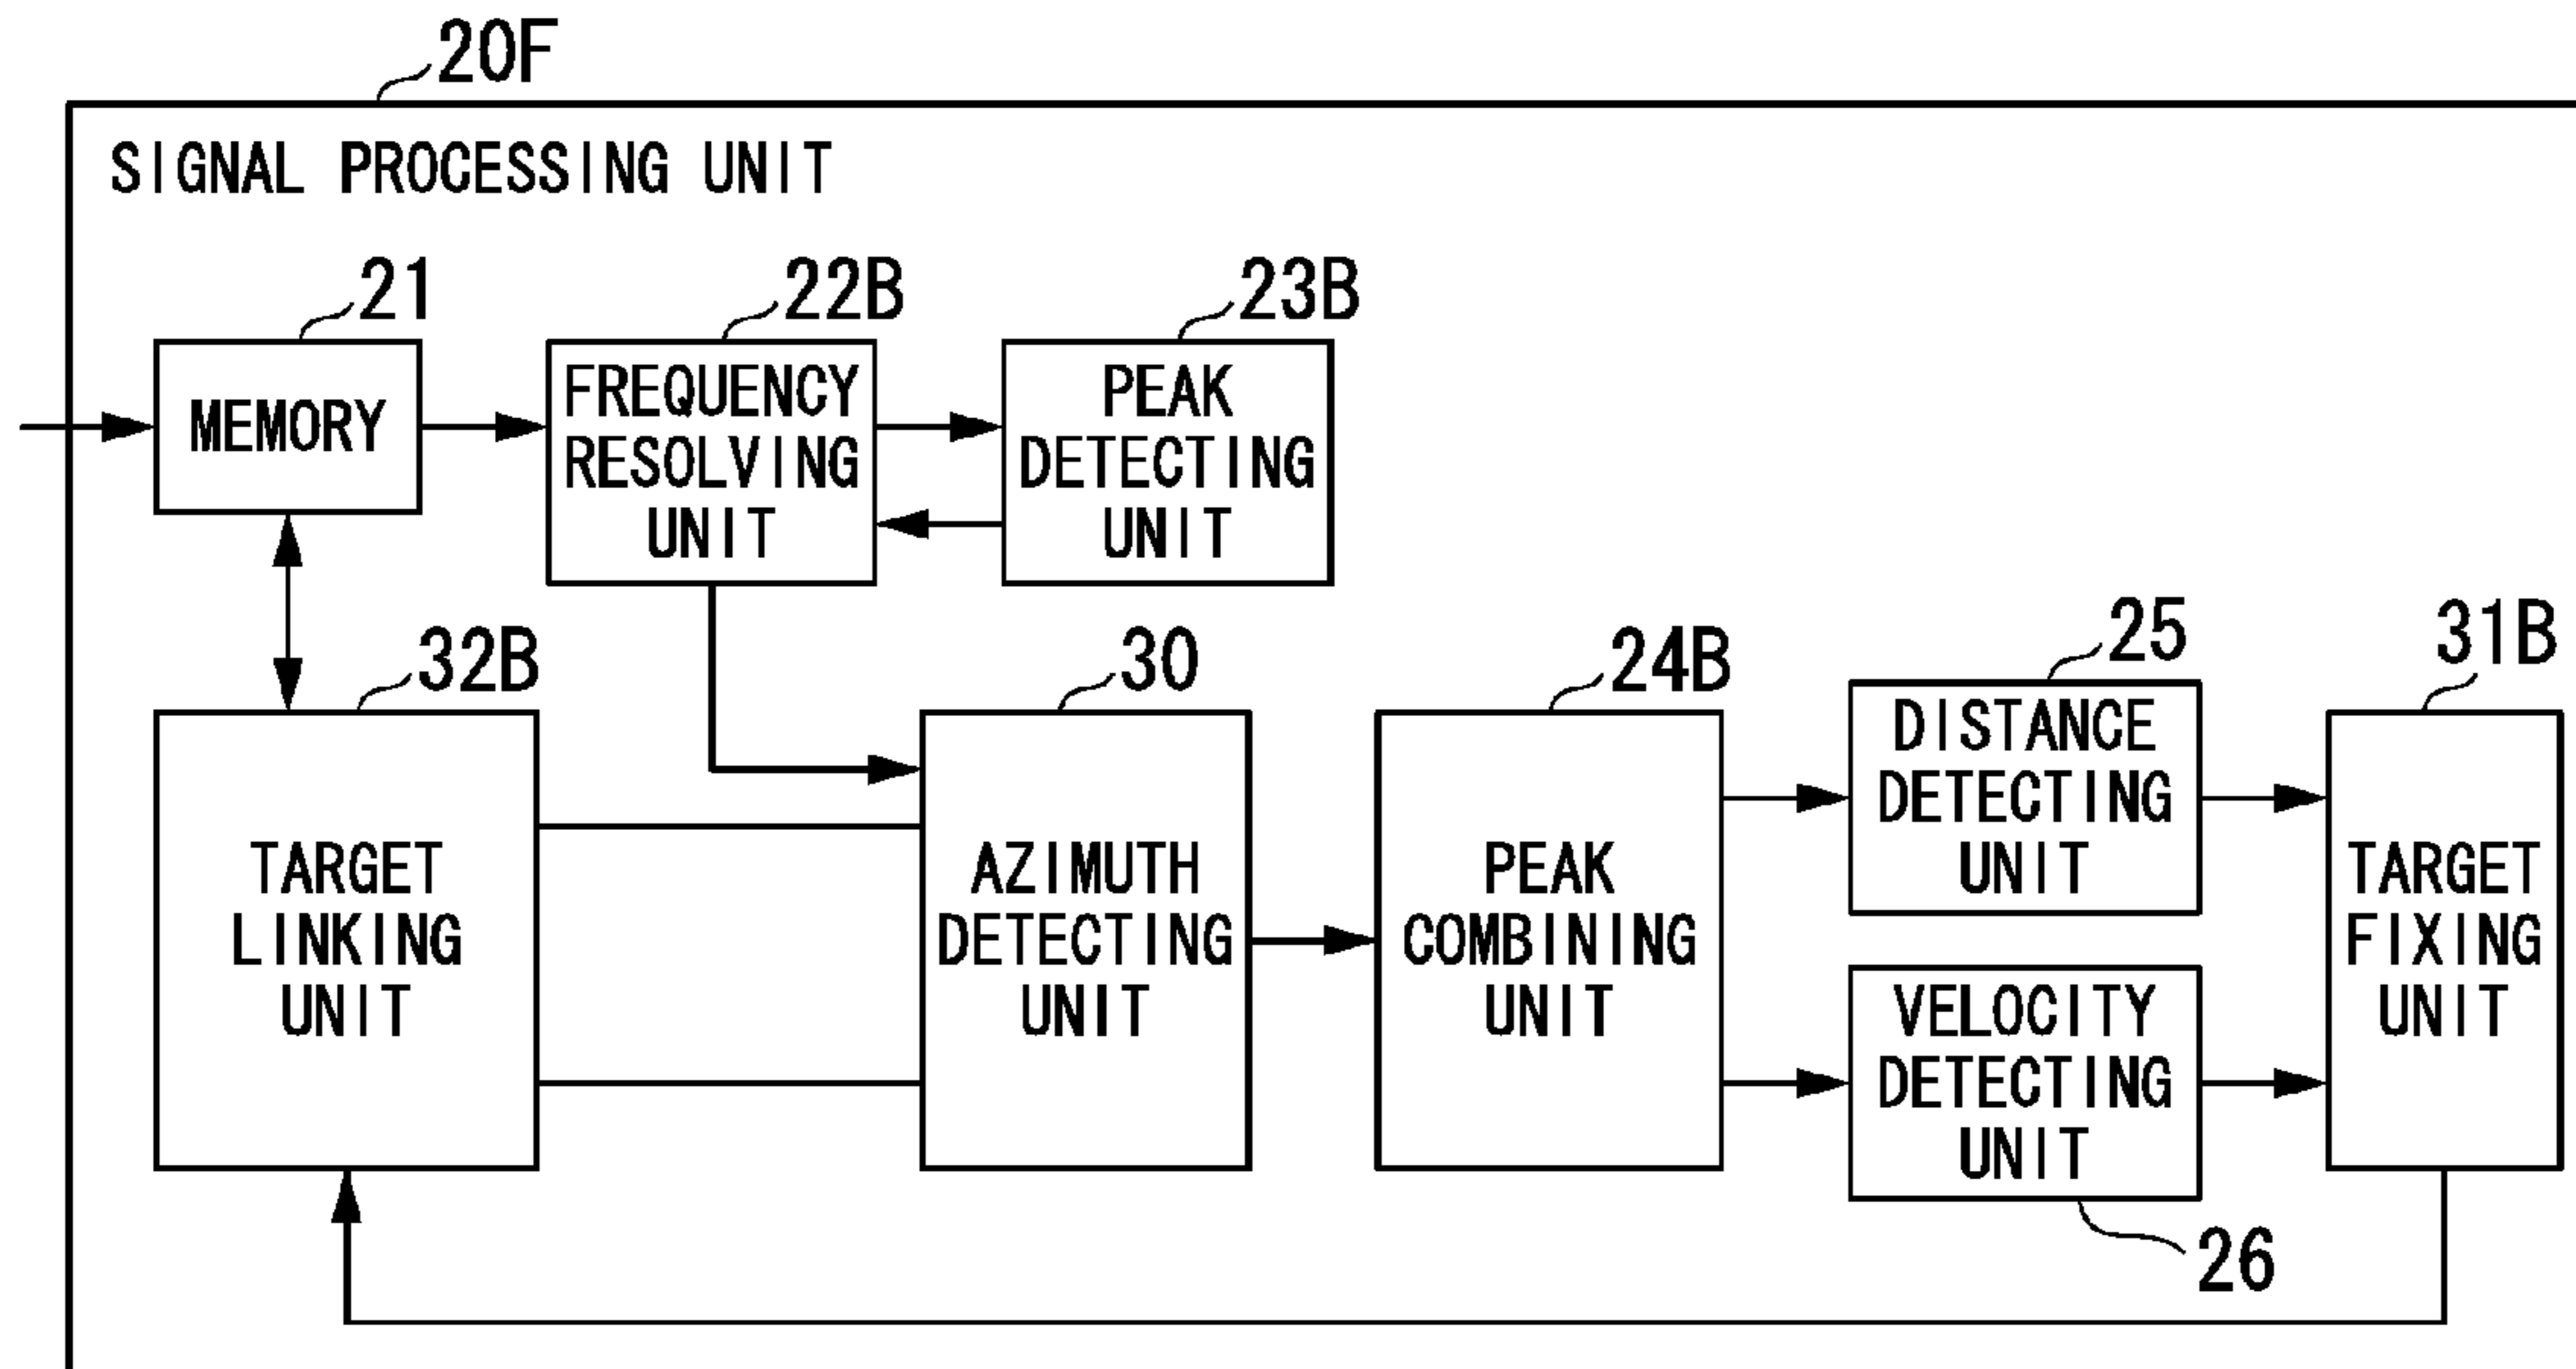 20F
SIGNAL PROCESSING UNIT
21
22B
23B
MEMORY
FREQUENCY
RESOLVING
UNIT
PEAK
DETECTING
UNIT
32B
30
24B
25
31B
TARGET
LINKING
UNIT
AZIMUTH
DETECTING
UNIT
PEAK
COMBINING
UNIT
DISTANCE
DETECTING
UNIT
VELOCITY
DETECTING
UNIT
TARGET
FIXING
UNIT
26